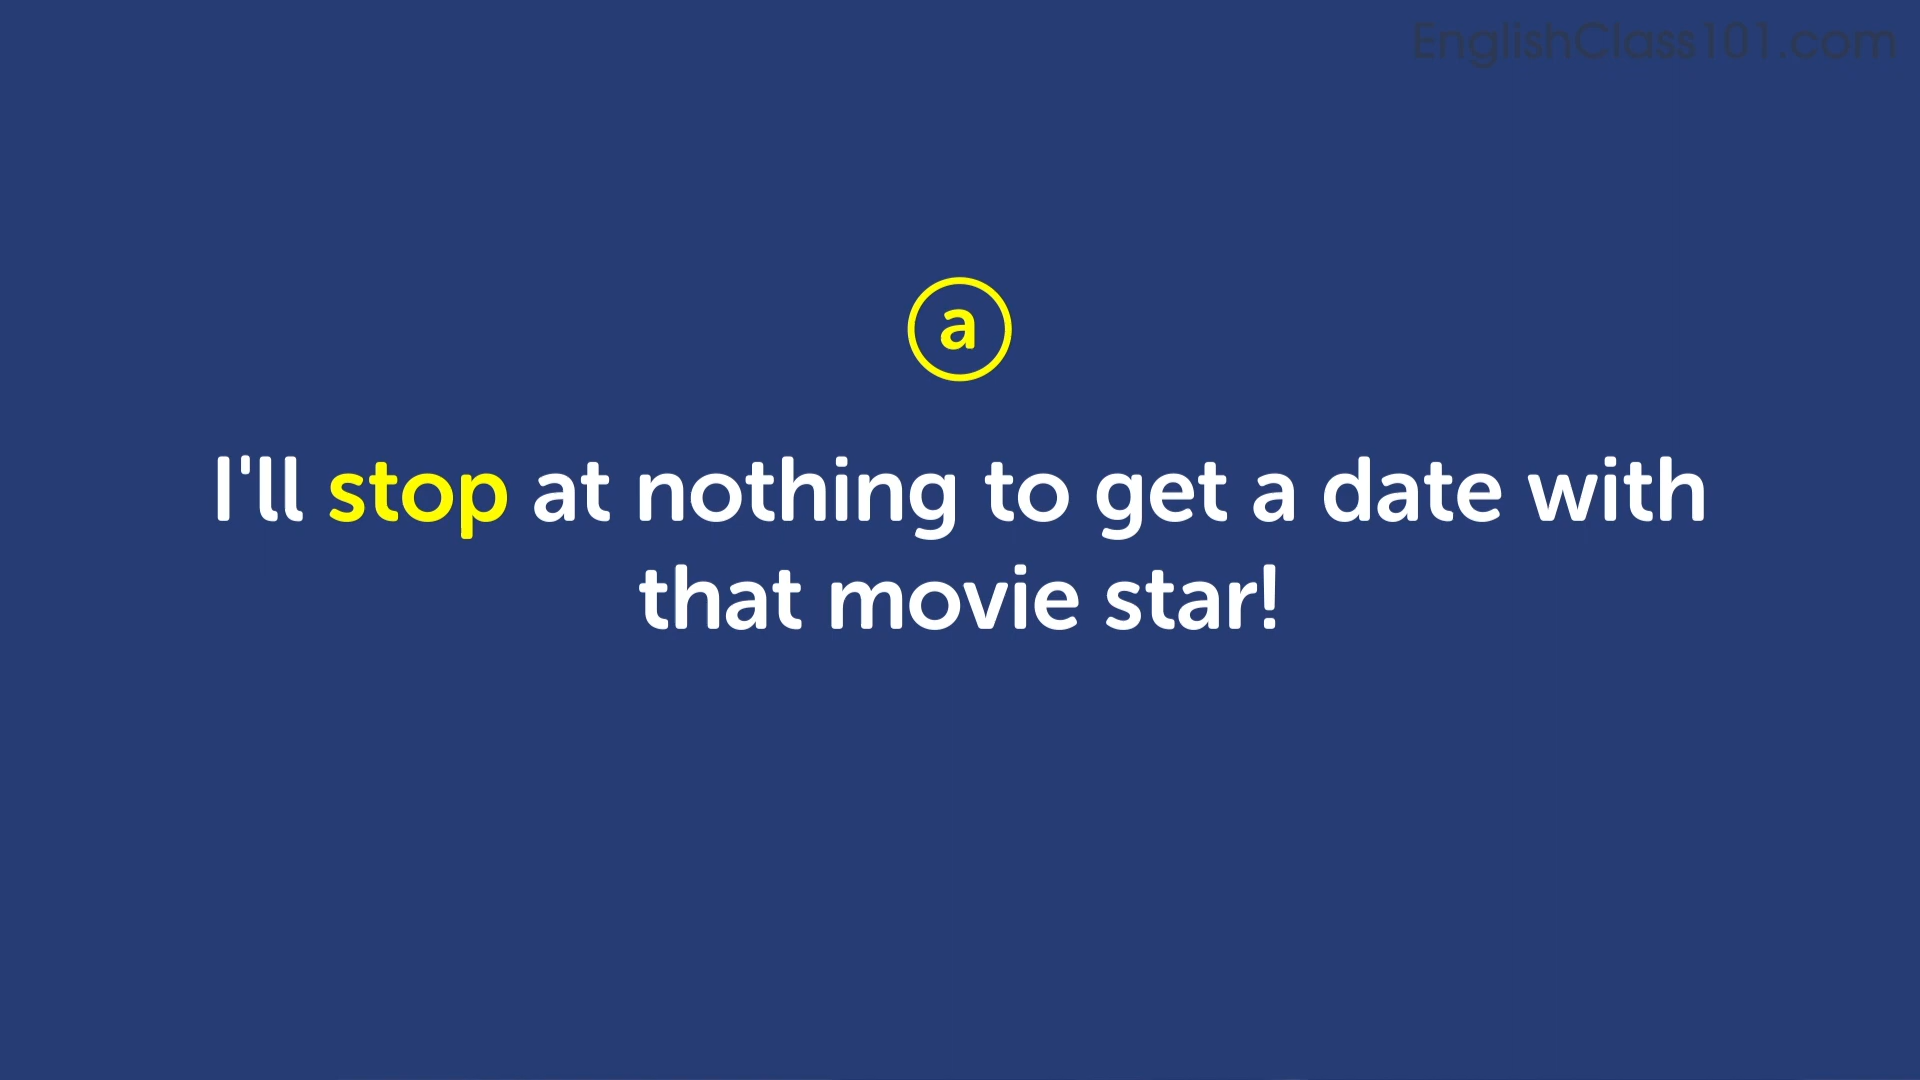 EnglishClass101.com
a
I'll stop at nothing to get a date with
that movie star!